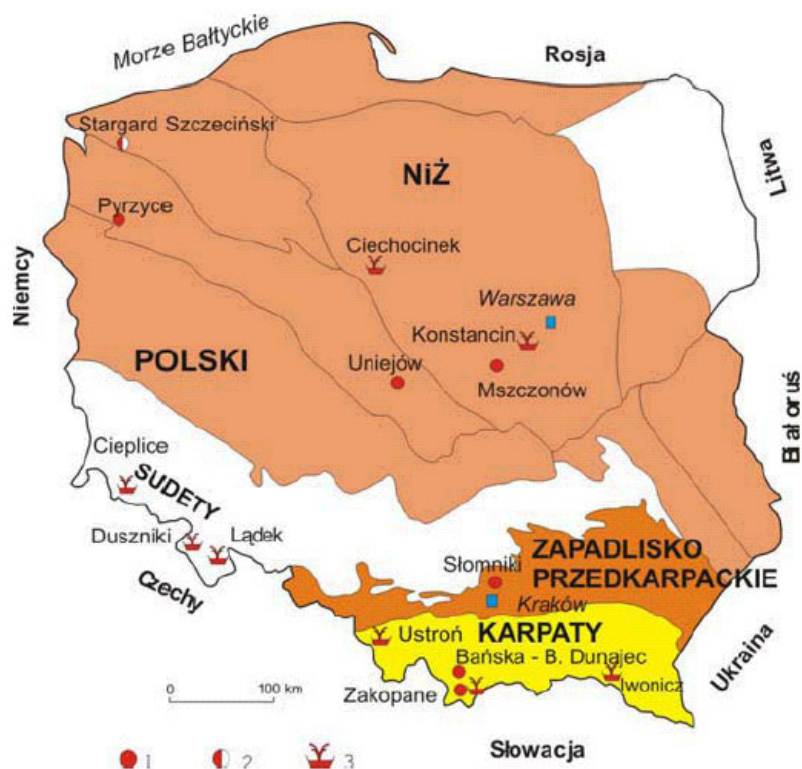 Morze Bałtyckie
Rosja
Stargard Szczeciński
Litwa
NiŻ
Pyrzyce
Ciechocinek
Niemcy
Warszawa
Konstancin
POLSKI
Uniejów
Mszczonów
Białoruś
Cieplice
SUDETY
Duszniki
Lądek
ZAPADLISKO
PRZEDKARPACKIE
Słomniki
Czechy
Kraków
Ustroń
KARPATY
Ukraina
Bańska - B. Dunajec
Iwonicz
Zakopane
0 100 km
Słowacja
1 2 3